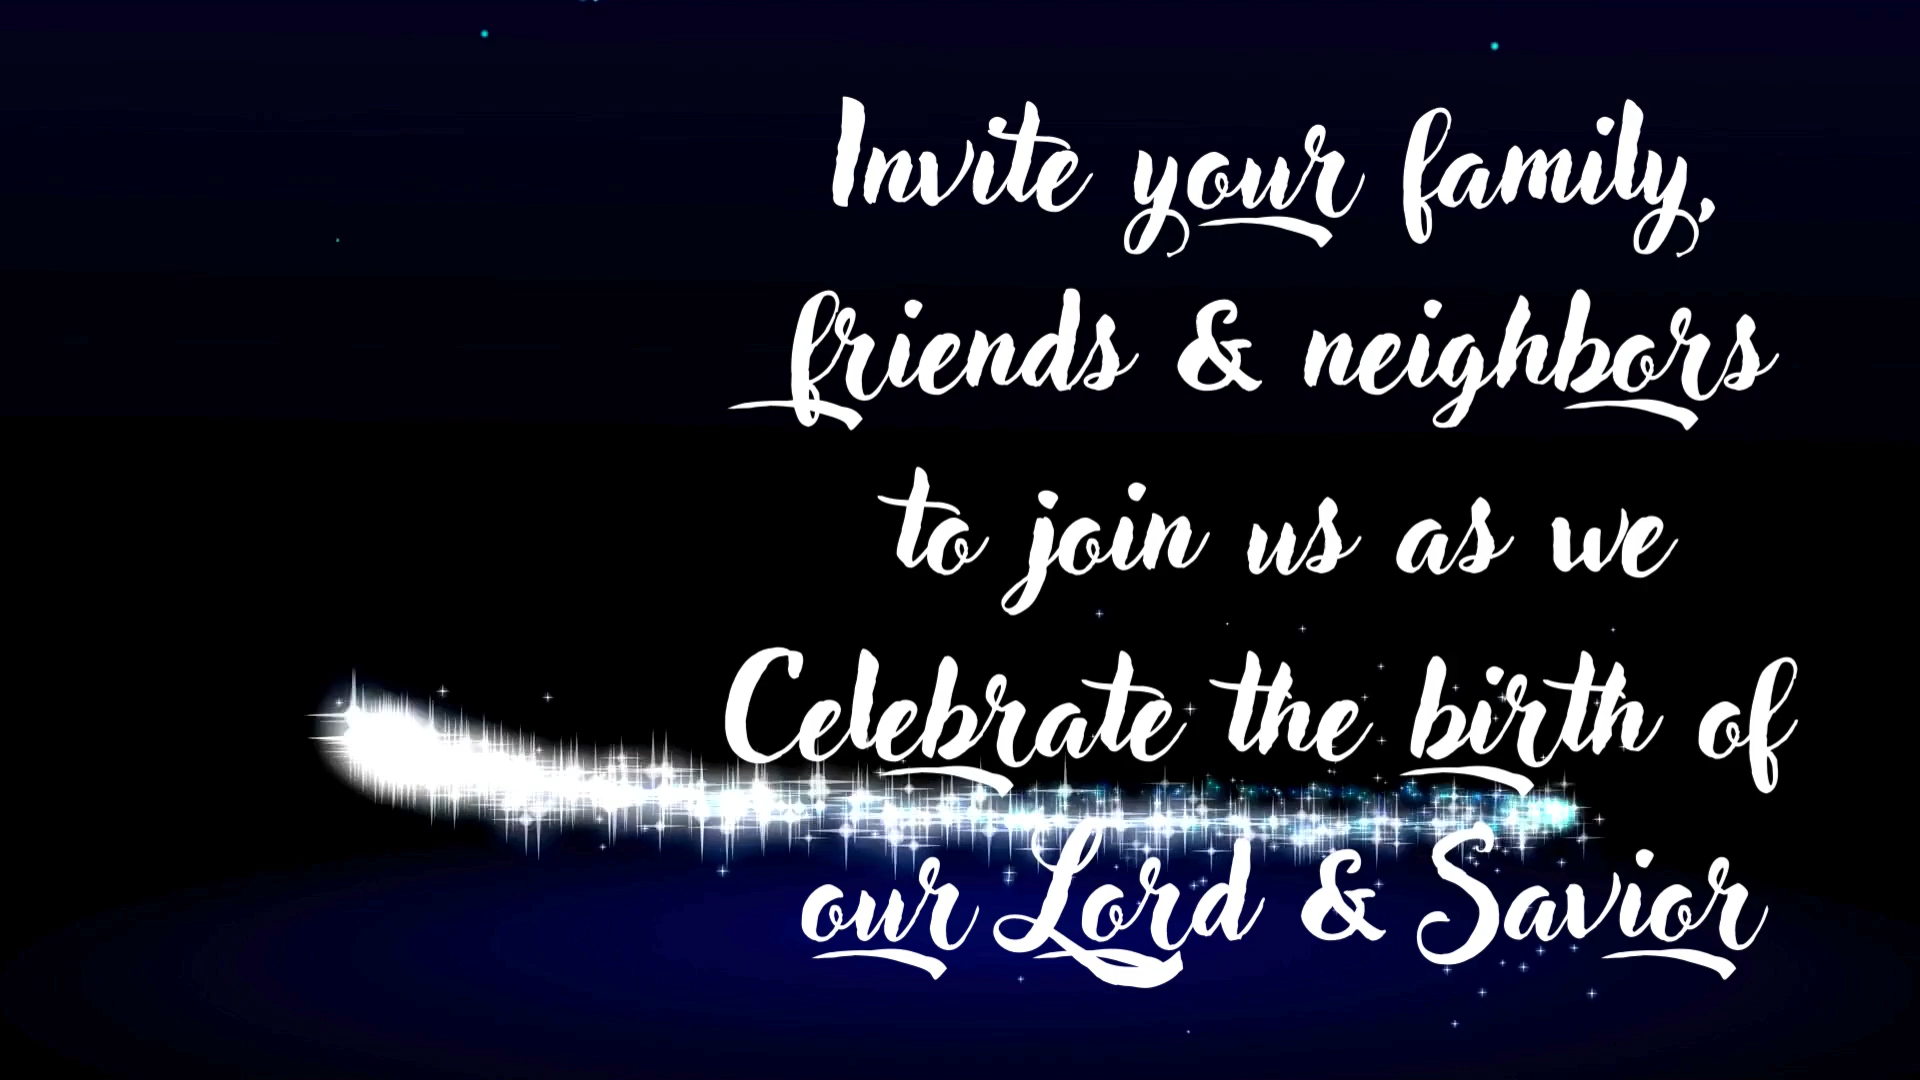 Invite your family,
friends & neighbors
to join us as we
Celebrate the birth of
our Lord & Savior